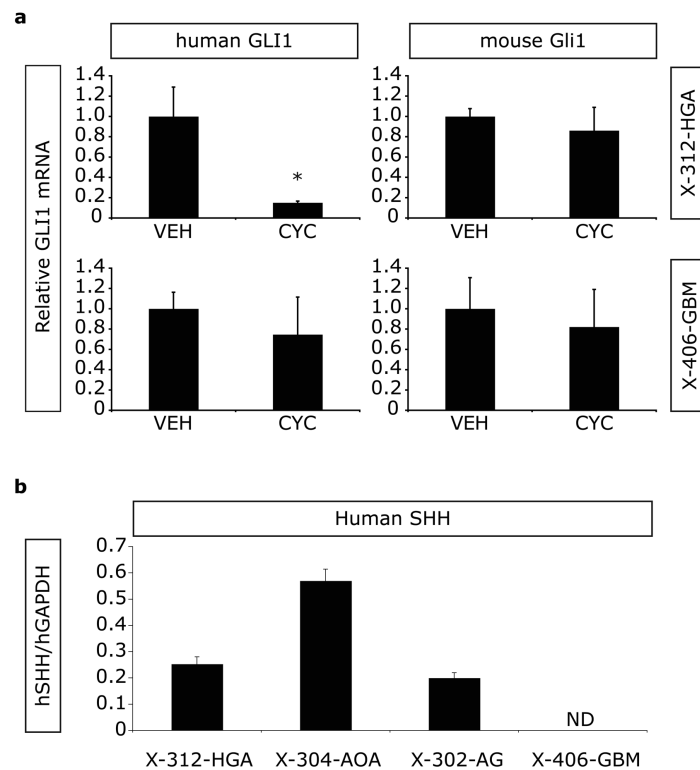 a
human GLI1
mouse Gli1
Relative GLI1 mRNA
1.4
1.2
1.0
0.8
0.6
0.4
0.2
0
*
VEH
CYC
1.4
1.2
1.0
0.8
0.6
0.4
0.2
0
VEH
CYC
X-312-HGA
1.4
1.2
1.0
0.8
0.6
0.4
0.2
0
VEH
CYC
1.4
1.2
1.0
0.8
0.6
0.4
0.2
0
VEH
CYC
X-406-GBM
b
Human SHH
hSHH/hGAPDH
0.7
0.6
0.5
0.4
0.3
0.2
0.1
0
ND
X-312-HGA
X-304-AOA
X-302-AG
X-406-GBM